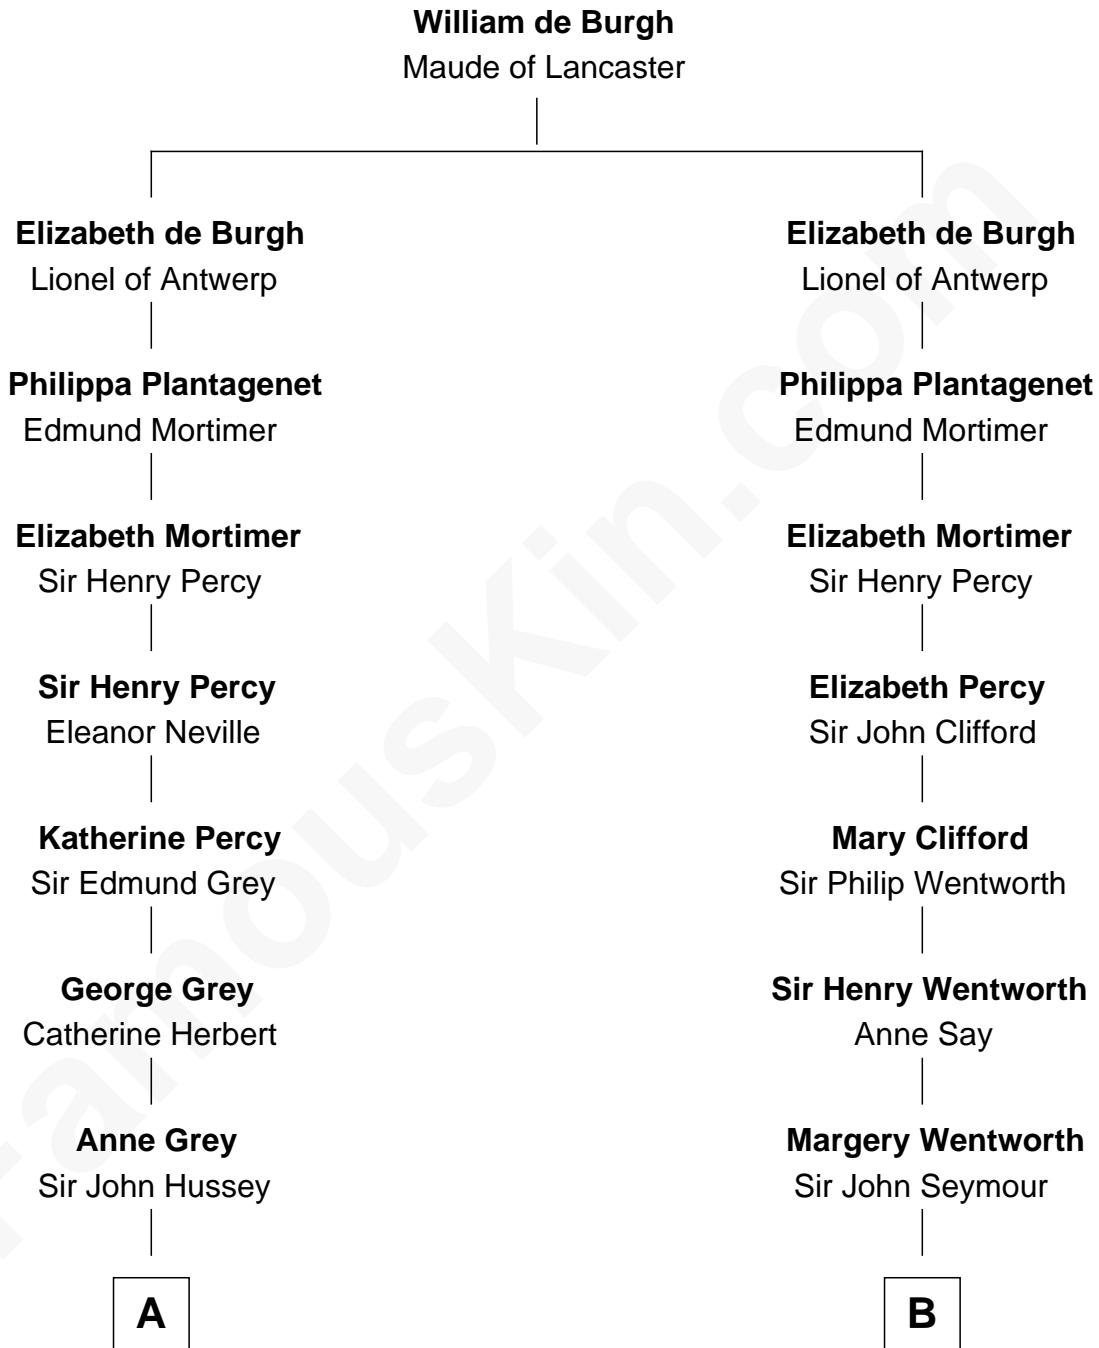 William de Burgh
Maude of Lancaster
Elizabeth de Burgh
Lionel of Antwerp
Philippa Plantagenet
Edmund Mortimer
Elizabeth Mortimer
Sir Henry Percy
Sir Henry Percy
Eleanor Neville
Katherine Percy
Sir Edmund Grey
George Grey
Catherine Herbert
Anne Grey
Sir John Hussey
A
Elizabeth de Burgh
Lionel of Antwerp
Philippa Plantagenet
Edmund Mortimer
Elizabeth Mortimer
Sir Henry Percy
Elizabeth Percy
Sir John Clifford
Mary Clifford
Sir Philip Wentworth
Sir Henry Wentworth
Anne Say
Margery Wentworth
Sir John Seymour
B
FamousKin.com